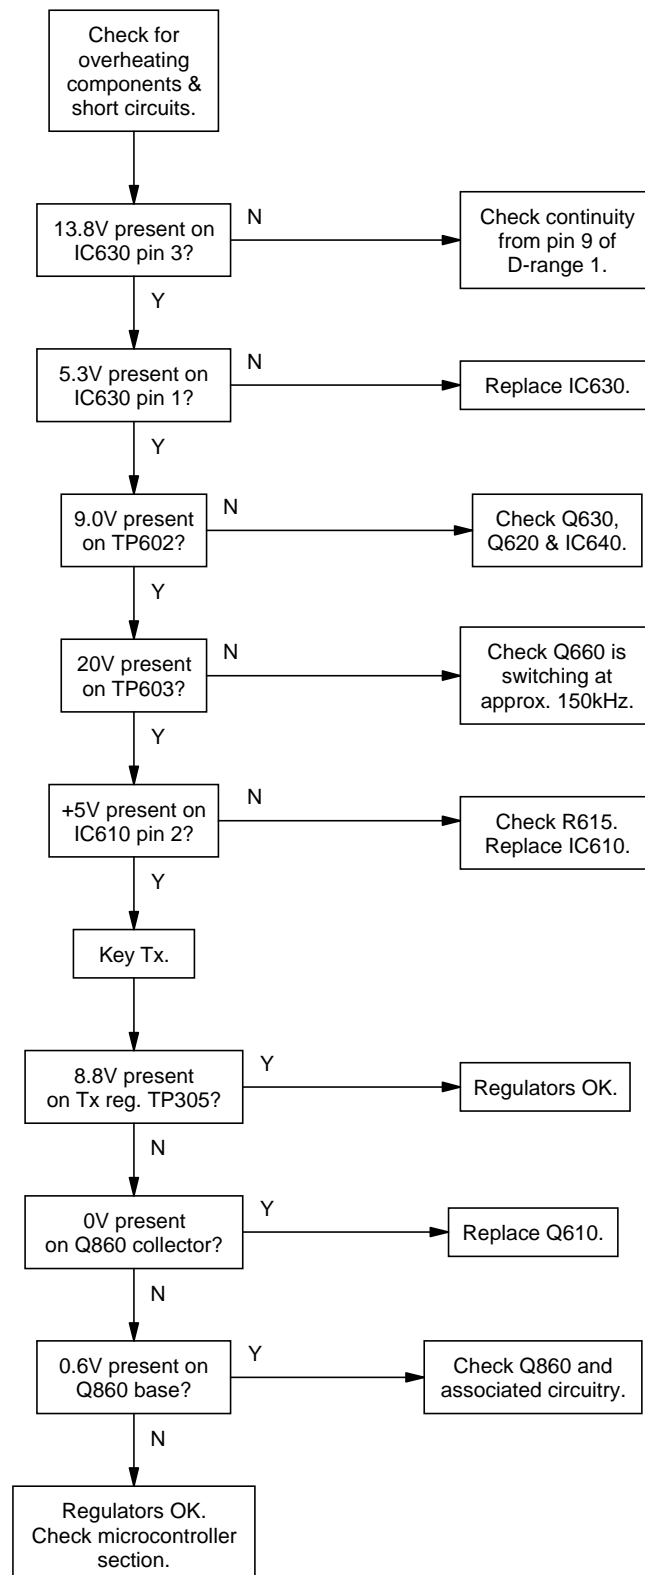 Check for
overheating
components &
short circuits.
13.8V present on
IC630 pin 3?
N
Check continuity
from pin 9 of
D-range 1.
Y
5.3V present on
IC630 pin 1?
N
Replace IC630.
Y
9.0V present
on TP602?
N
Check Q630,
Q620 & IC640.
Y
20V present
on TP603?
N
Check Q660 is
switching at
approx. 150kHz.
Y
+5V present on
IC610 pin 2?
N
Check R615.
Replace IC610.
Y
Key Tx.
8.8V present
on Tx reg. TP305?
Y
Regulators OK.
N
0V present
on Q860 collector?
Y
Replace Q610.
N
0.6V present on
Q860 base?
Y
Check Q860 and
associated circuitry.
N
Regulators OK.
Check microcontroller
section.